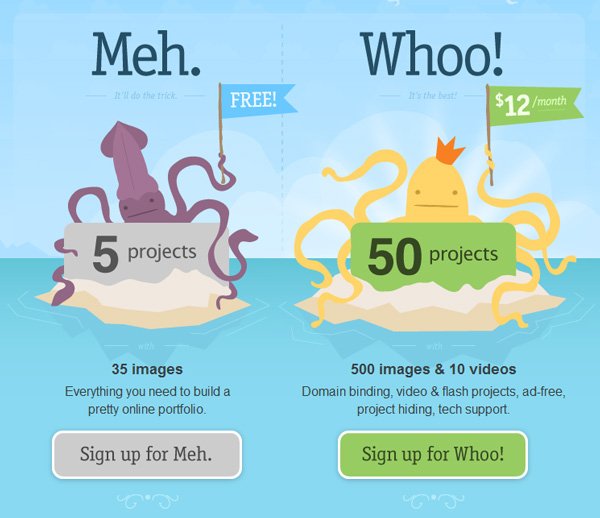 Meh.
It'll do the trick.
FREE!
5 projects
with
35 images
Everything you need to build a
pretty online portfolio.
Sign up for Meh.
Whoo!
It's the best!
$12/month
50 projects
with
500 images & 10 videos
Domain binding, video & flash projects, ad-free,
project hiding, tech support.
Sign up for Whoo!